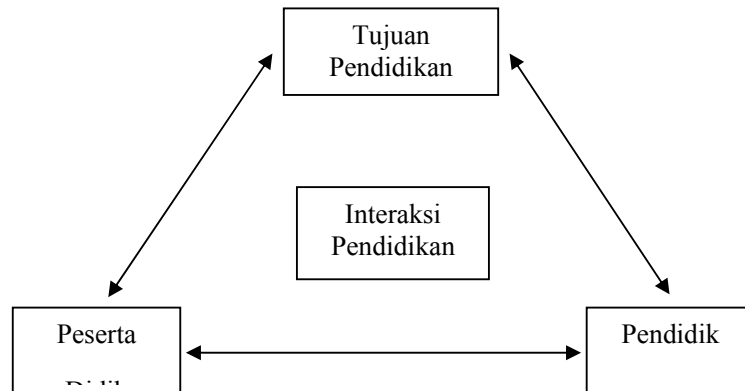 Tujuan
Pendidikan
Interaksi
Pendidikan
Peserta
Pendidik